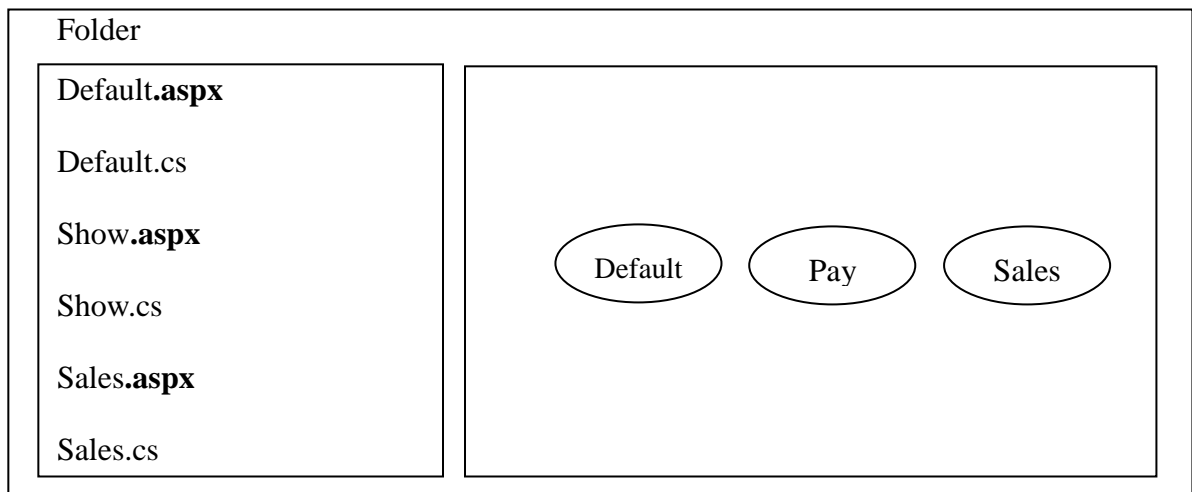 Folder
Default.aspx
Default.cs
Show.aspx
Show.cs
Sales.aspx
Sales.cs
Default
Pay
Sales